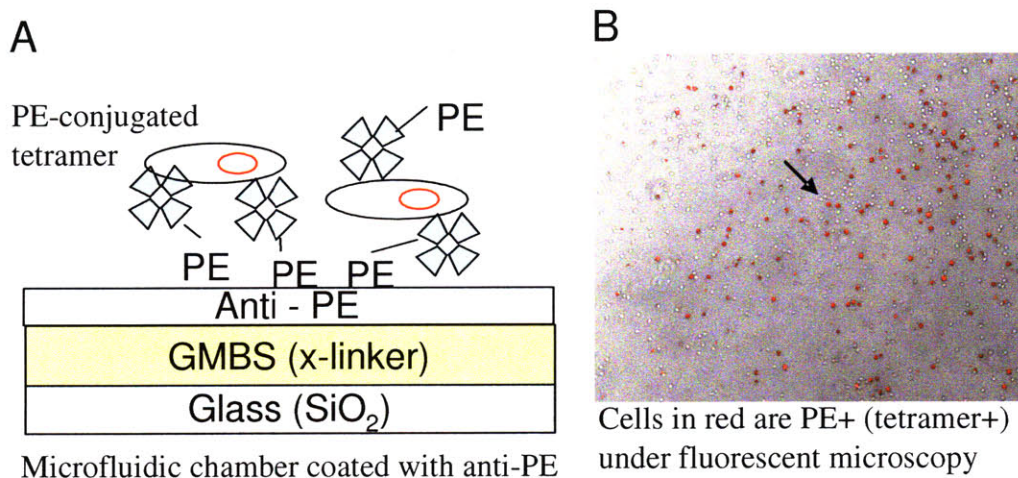 A
PE-conjugated
tetramer
PE
PE
PE
PE
Anti - PE
GMBS (x-linker)
Glass (SiO₂)
Microfluidic chamber coated with anti-PE
B
Cells in red are PE+ (tetramer+)
under fluorescent microscopy